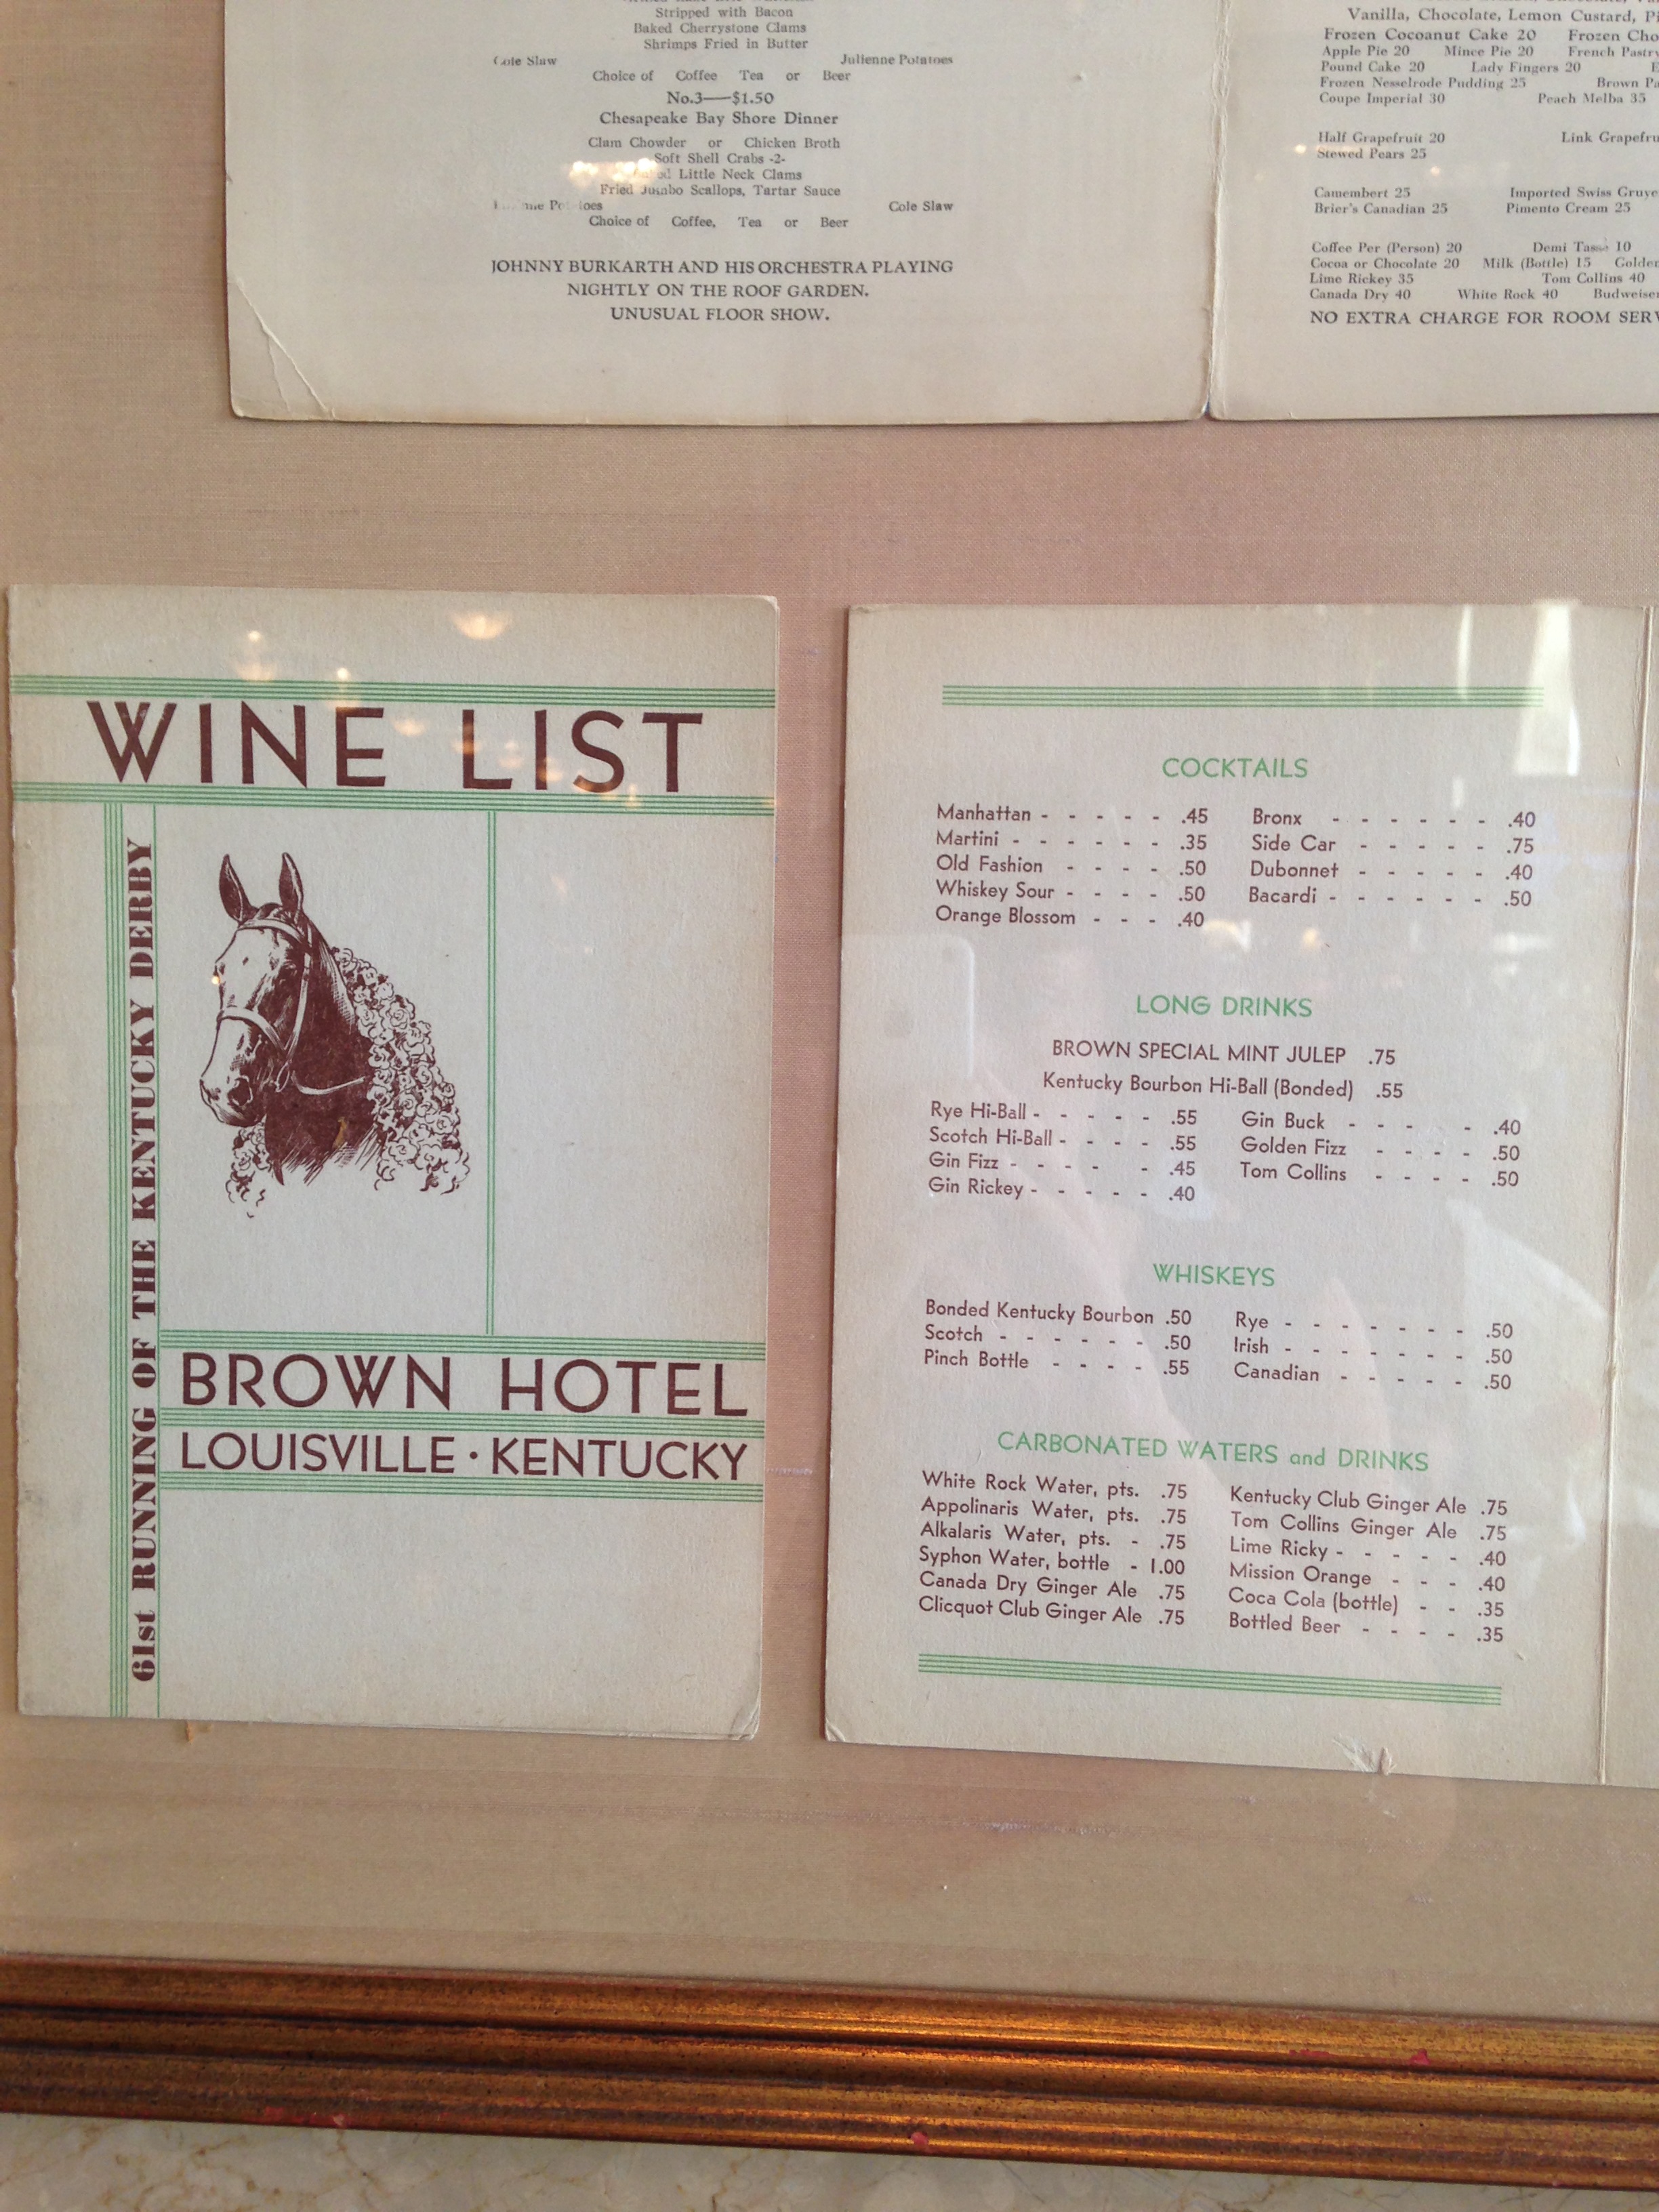 Stripped with Bacon
Baked Cherrystone Clams
Shrimps Fried in Butter
Cole Slaw Julienne Potatoes
Choice of Coffee Tea or Beer
No.3—$1.50
Chesapeake Bay Shore Dinner
Clam Chowder or Chicken Broth
Soft Shell Crabs -2-
Little Neck Clams
Fried Jumbo Scallops, Tartar Sauce
Cole Slaw
Choice of Coffee, Tea or Beer
JOHNNY BURKARTH AND HIS ORCHESTRA PLAYING
NIGHTLY ON THE ROOF GARDEN.
UNUSUAL FLOOR SHOW.
Vanilla, Chocolate, Lemon Custard,
Frozen Cocoanut Cake 20 Frozen
Apple Pie 20 Mince Pie 20 French Pastry
Pound Cake 20 Lady Fingers 20
Frozen Nesselrode Pudding 25 Brown
Coupe Imperial 30 Peach Melba 35
Half Grapefruit 20 Link
Stewed Pears 25
Camembert 25 Imported Swiss
Brier's Canadian 25 Pimento Cream 25
Coffee Per (Person) 20 Demi Tasse 10
Cocoa or Chocolate 20 Milk (Bottle) 15
Lime Rickey 35 Tom Collins 40
Canada Dry 40 White Rock 40
NO EXTRA CHARGE FOR ROOM
WINE LIST
61st RUNNING OF THE KENTUCKY DERBY
BROWN HOTEL
LOUISVILLE · KENTUCKY
COCKTAILS
Manhattan - - - - - .45 Bronx - - - - - - .40
Martini - - - - - - .35 Side Car - - - - - .75
Old Fashion - - - - .50 Dubonnet - - - - - .40
Whiskey Sour - - - - .50 Bacardi - - - - - - .50
Orange Blossom - - - .40
LONG DRINKS
BROWN SPECIAL MINT JULEP .75
Kentucky Bourbon Hi-Ball (Bonded) .55
Rye Hi-Ball - - - - - .55 Gin Buck - - - - .40
Scotch Hi-Ball - - - - .55 Golden Fizz - - - - .50
Gin Fizz - - - - - .45 Tom Collins - - - - .50
Gin Rickey - - - - - .40
WHISKEYS
Bonded Kentucky Bourbon .50 Rye - - - - - - - .50
Scotch - - - - - - .50 Irish - - - - - - - .50
Pinch Bottle - - - - .55 Canadian - - - - - .50
CARBONATED WATERS and DRINKS
White Rock Water, pts. .75 Kentucky Club Ginger Ale .75
Appolinaris Water, pts. .75 Tom Collins Ginger Ale .75
Alkalaris Water, pts. - .75 Lime Ricky - - - - - .40
Syphon Water, bottle - 1.00 Mission Orange - - - .40
Canada Dry Ginger Ale .75 Coca Cola (bottle) - - .35
Clicquot Club Ginger Ale .75 Bottled Beer - - - - .35